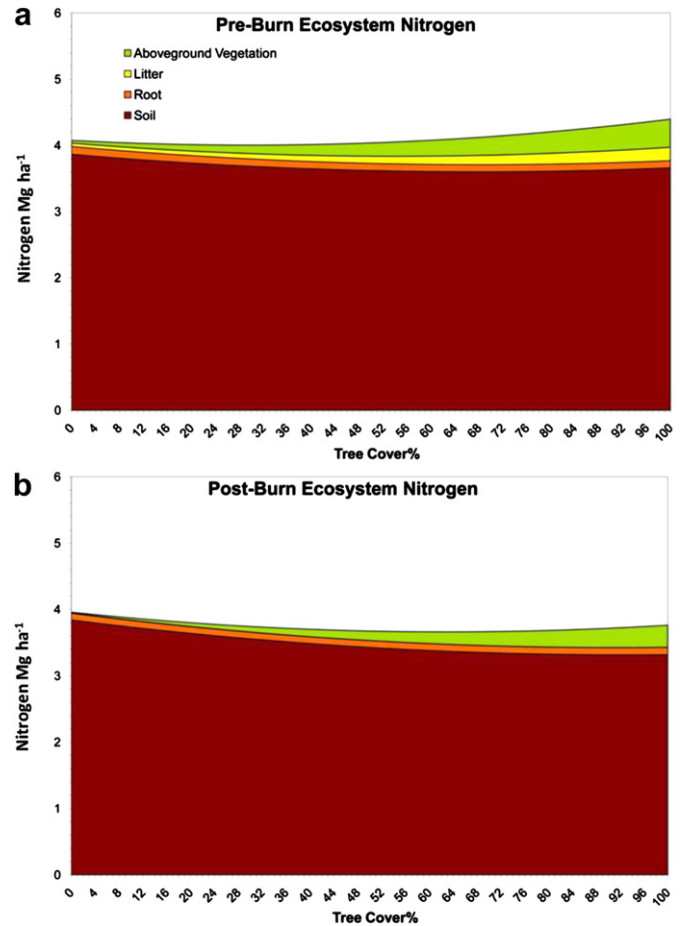 a
Pre-Burn Ecosystem Nitrogen
Aboveground Vegetation
Litter
Root
Soil
Nitrogen Mg ha⁻¹
6
5
4
3
2
1
0
0 4 8 12 16 20 24 28 32 36 40 44 48 52 56 60 64 68 72 76 80 84 88 92 96 100
Tree Cover%
b
Post-Burn Ecosystem Nitrogen
Nitrogen Mg ha⁻¹
6
5
4
3
2
1
0
0 4 8 12 16 20 24 28 32 36 40 44 48 52 56 60 64 68 72 76 80 84 88 92 96 100
Tree Cover%